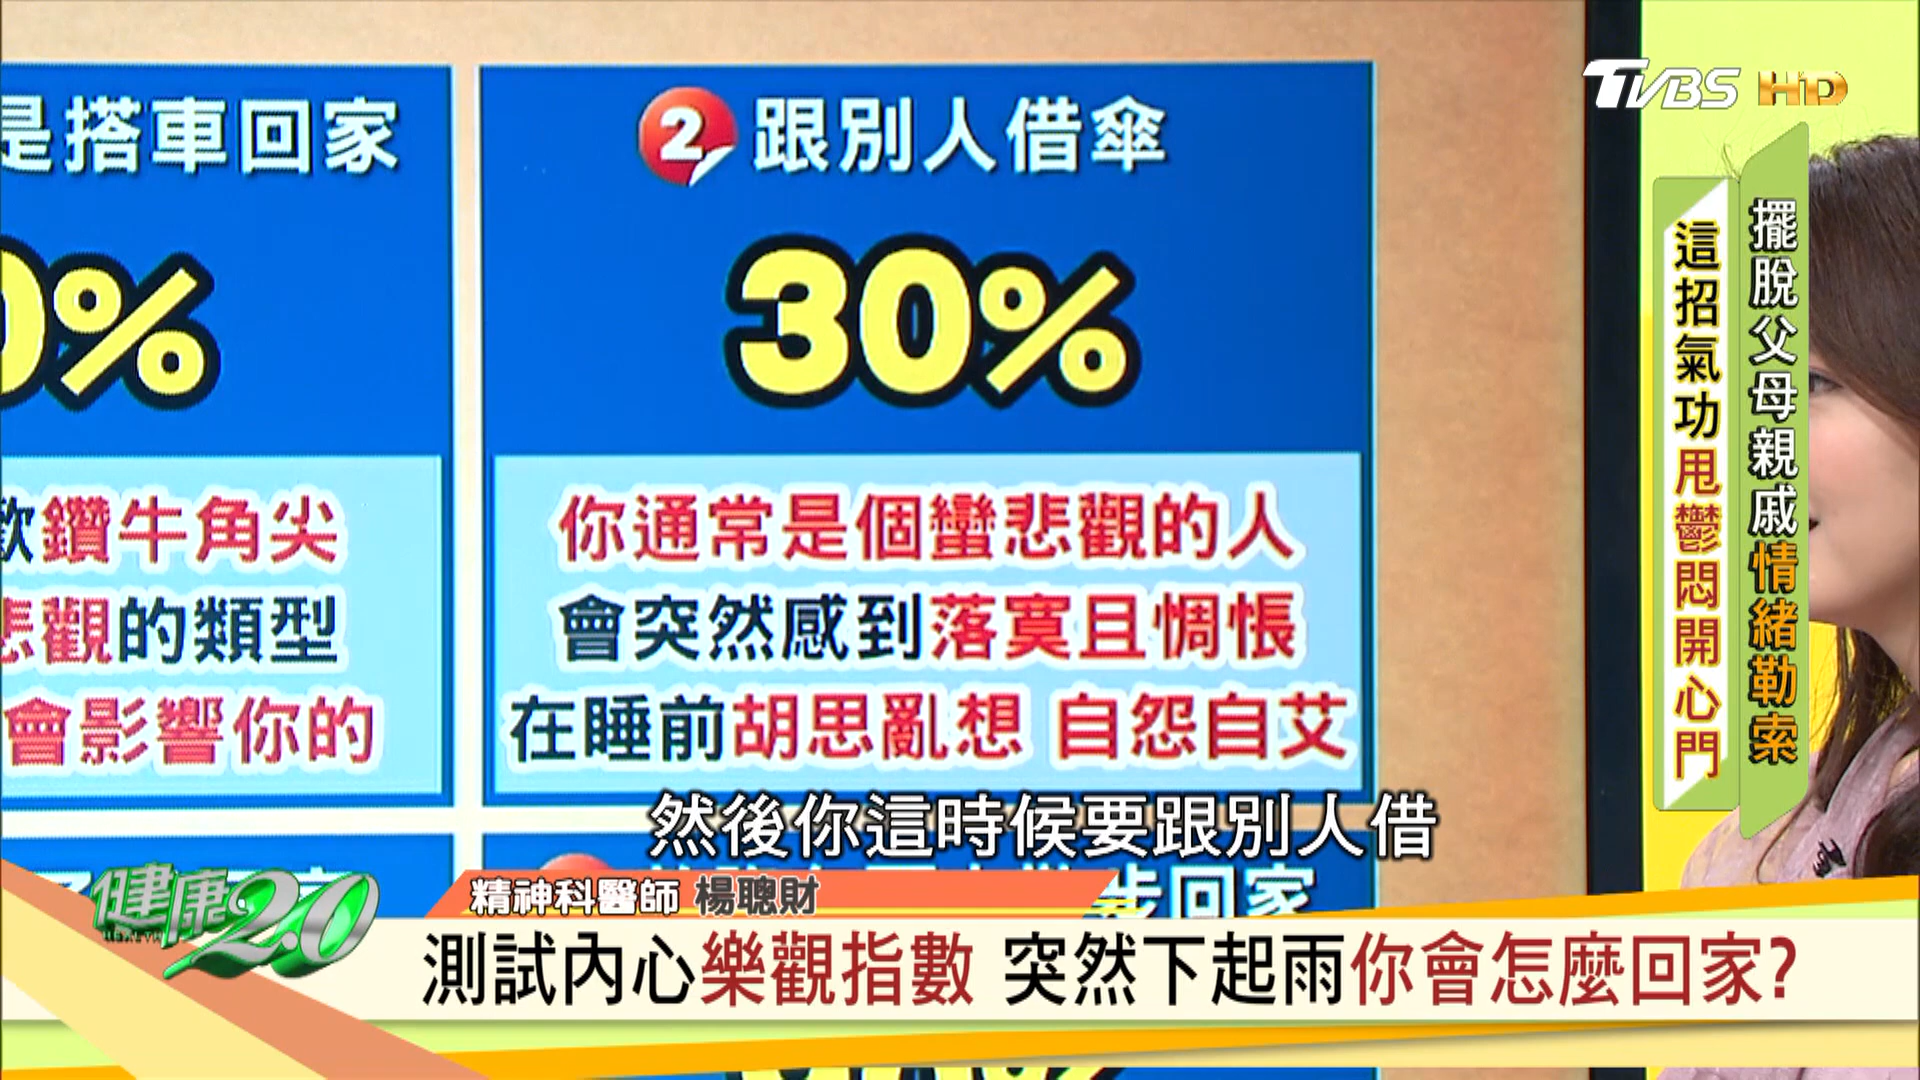 TVBS HD
是搭車回家
0%
鑽牛角尖
悲觀的類型
會影響你的
2 跟別人借傘
30%
你通常是個蠻悲觀的人
會突然感到落寞且惆悵
在睡前胡思亂想 自怨自艾
擺脫父母親戚情緒勒索
這招氣功甩鬱悶開心門
然後你這時候要跟別人借
步回家
健康2.0
HEALTH
精神科醫師 楊聰財
測試內心樂觀指數 突然下起雨你會怎麼回家?